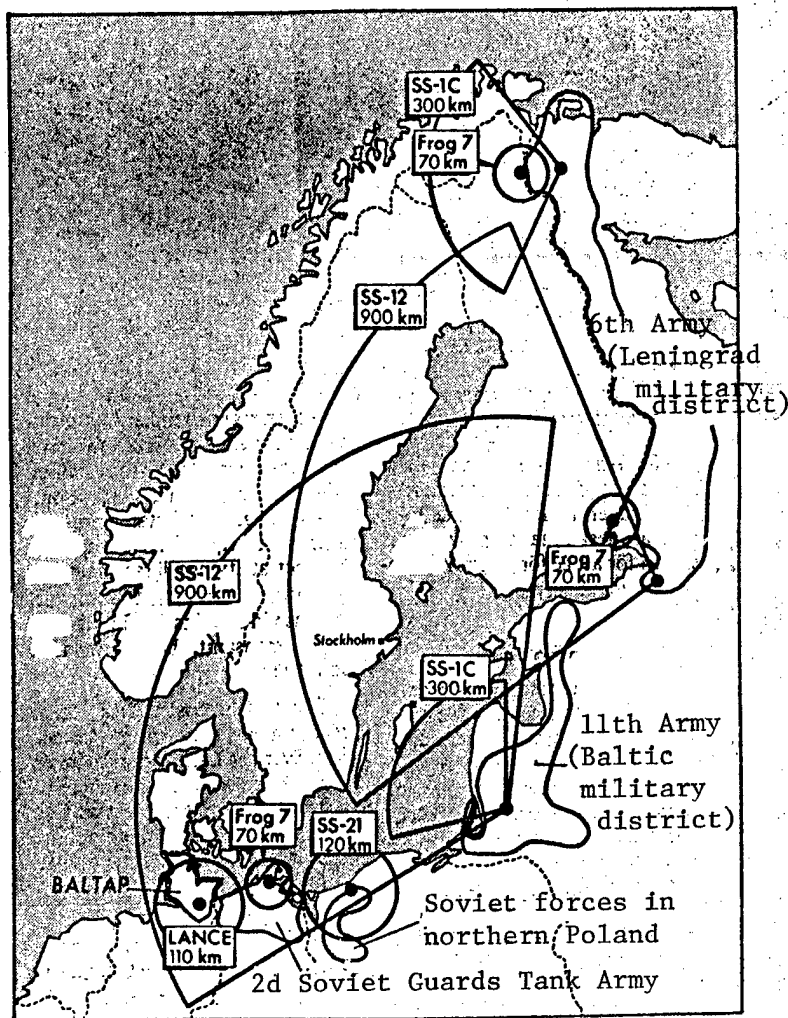 SS-1C
300 km
Frog 7
70 km
SS-12
900 km
6th Army
(Leningrad
military
district)
SS-12
900 km
Frog 7
70 km
Stockholm
SS-1C
300 km
11th Army
(Baltic
military
district)
Frog 7
70 km
SS-21
120 km
BALTAP
LANCE
110 km
Soviet forces in
northern Poland
2d Soviet Guards Tank Army